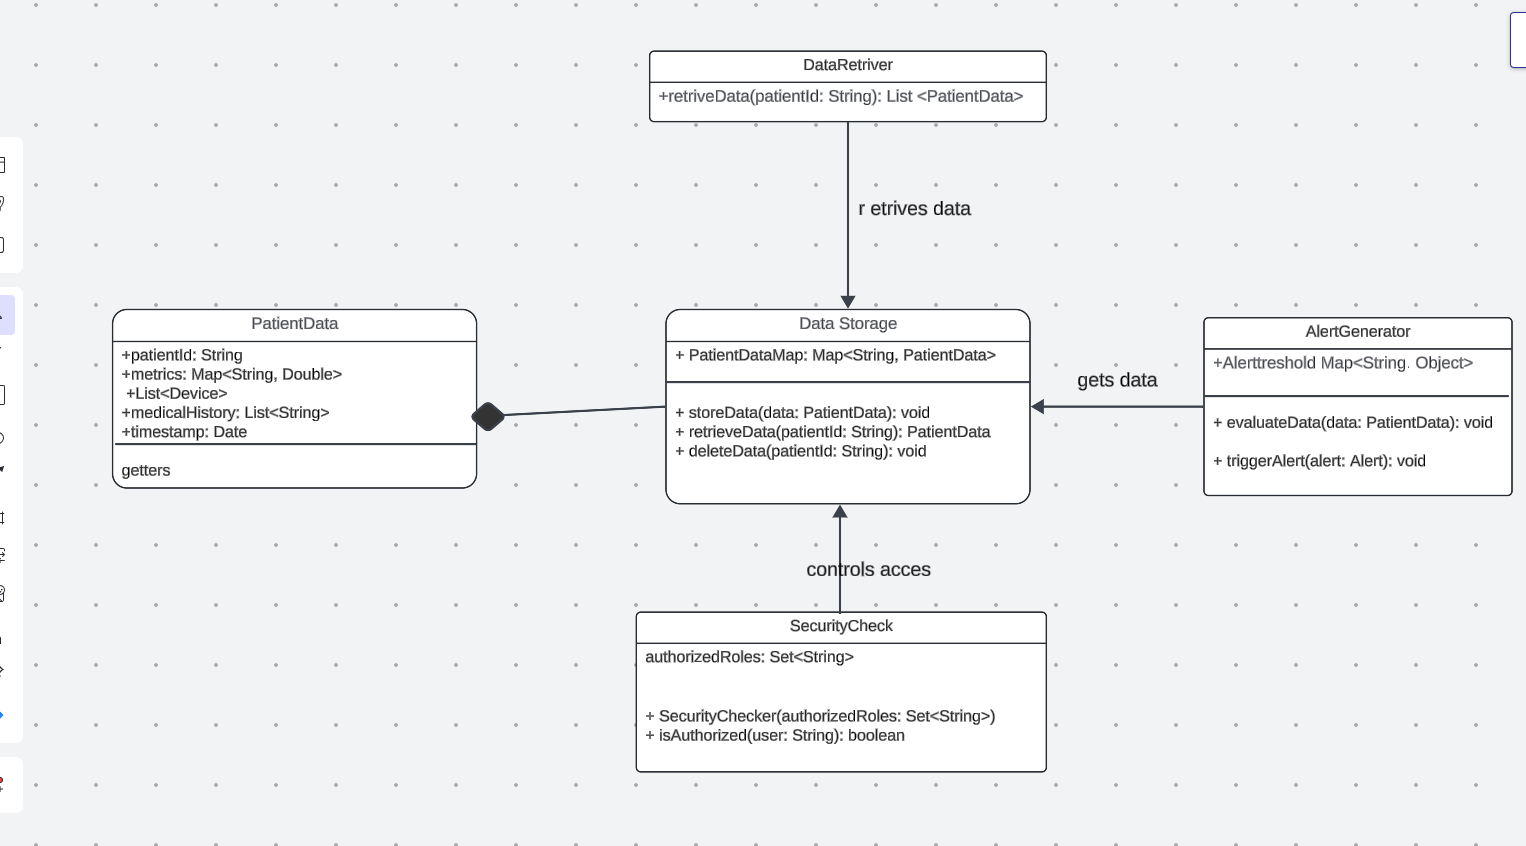 DataRetriver
+retriveData(patientId: String): List <PatientData>
r etrives data
PatientData
+patientId: String
+metrics: Map<String, Double>
+List<Device>
+medicalHistory: List<String>
+timestamp: Date
getters
Data Storage
+ PatientDataMap: Map<String, PatientData>
+ storeData(data: PatientData): void
+ retrieveData(patientId: String): PatientData
+ deleteData(patientId: String): void
gets data
AlertGenerator
+Alerttreshold Map<String. Object>
+ evaluateData(data: PatientData): void
+ triggerAlert(alert: Alert): void
controls acces
SecurityCheck
authorizedRoles: Set<String>
+ SecurityChecker(authorizedRoles: Set<String>)
+ isAuthorized(user: String): boolean